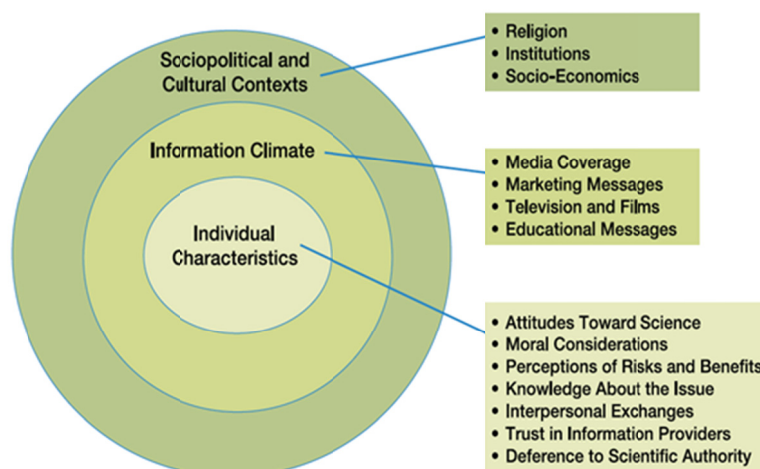 Sociopolitical and
Cultural Contexts
Information Climate
Individual
Characteristics
• Religion
• Institutions
• Socio-Economics
• Media Coverage
• Marketing Messages
• Television and Films
• Educational Messages
• Attitudes Toward Science
• Moral Considerations
• Perceptions of Risks and Benefits
• Knowledge About the Issue
• Interpersonal Exchanges
• Trust in Information Providers
• Deference to Scientific Authority